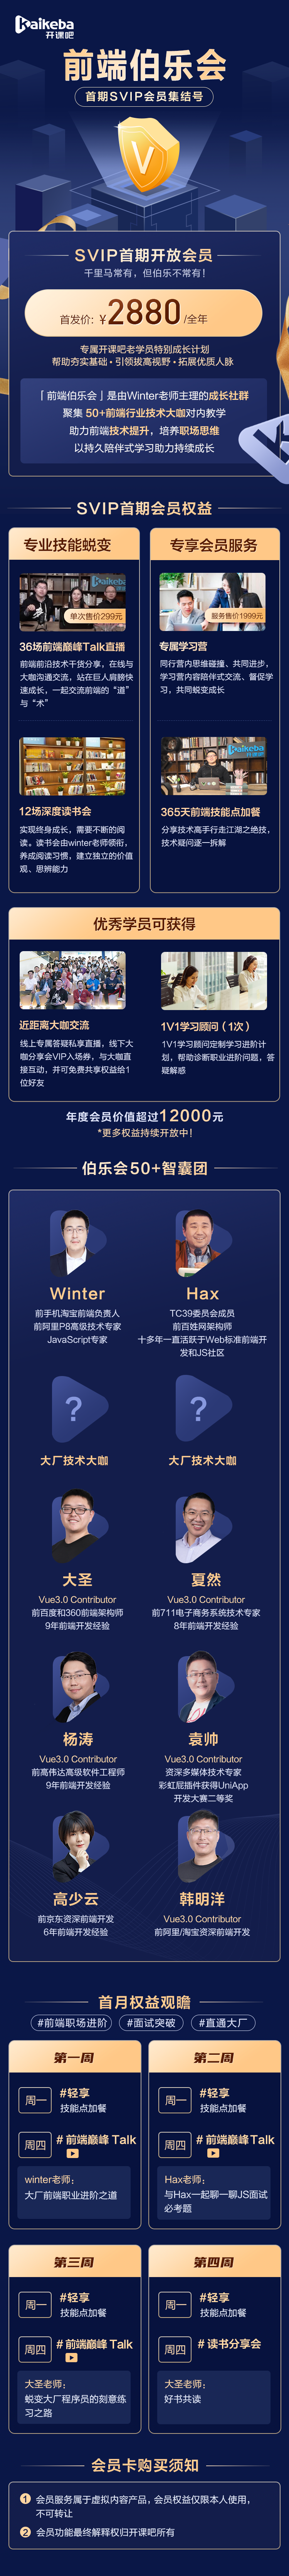 Kaikeba
开课吧
前端伯乐会
首期SVIP会员集结号
V
SVIP首期开放会员
千里马常有，但伯乐不常有！
首发价：¥2880/全年
专属开课吧老学员特别成长计划
帮助夯实基础·引领拔高视野·拓展优质人脉
「前端伯乐会」是由Winter老师主理的成长社群
聚集 50+前端行业技术大咖对内教学
助力前端技术提升，培养职场思维
以持久陪伴式学习助力持续成长
SVIP首期会员权益
专业技能蜕变
单次售价299元
36场前端巅峰Talk直播
前端前沿技术干货分享，在线与
大咖沟通交流，站在巨人肩膀快
速成长，一起交流前端的“道”
与“术”
12场深度读书会
实现终身成长，需要不断的阅
读。读书会由winter老师领衔，
养成阅读习惯，建立独立的价值
观、思辨能力
专享会员服务
服务售价1999元
专属学习营
同行营内思维碰撞、共同进步，
学习营内容陪伴式交流、督促学
习，共同蜕变成长
Kaikeba
开课吧
365天前端技能点加餐
分享技术高手行走江湖之绝技，
技术疑问逐一拆解
优秀学员可获得
近距离大咖交流
线上专属答疑私享直播，线下大
咖分享会VIP入场券，与大咖直
接互动，并可免费共享权益给1
位好友
1V1学习顾问（1次）
1V1学习顾问定制学习进阶计
划，帮助诊断职业进阶问题，答
疑解惑
年度会员价值超过12000元
*更多权益持续开放中！
伯乐会50+智囊团
Winter
前手机淘宝前端负责人
前阿里P8高级技术专家
JavaScript专家
Hax
TC39委员会成员
前百姓网架构师
十多年一直活跃于Web标准前端开
发和JS社区
?
大厂技术大咖
?
大厂技术大咖
大圣
Vue3.0 Contributor
前百度和360前端架构师
9年前端开发经验
夏然
Vue3.0 Contributor
前711电子商务系统技术专家
8年前端开发经验
杨涛
Vue3.0 Contributor
前高伟达高级软件工程师
9年前端开发经验
袁帅
Vue3.0 Contributor
资深多媒体技术专家
彩虹屁插件获得UniApp
开发大赛二等奖
高少云
前京东资深前端开发
6年前端开发经验
韩明洋
Vue3.0 Contributor
前阿里/淘宝资深前端开发
首月权益观瞻
#前端职场进阶
#面试突破
#直通大厂
第一周
周一
#轻享
技能点加餐
周四
# 前端巅峰 Talk
winter老师：
大厂前端职业进阶之道
第二周
周一
#轻享
技能点加餐
周四
# 前端巅峰Talk
Hax老师：
与Hax一起聊一聊JS面试
必考题
第三周
周一
#轻享
技能点加餐
周四
# 前端巅峰 Talk
大圣老师：
蜕变大厂程序员的刻意练
习之路
第四周
周一
#轻享
技能点加餐
周四
# 读书分享会
大圣老师：
好书共读
会员卡购买须知
1 会员服务属于虚拟内容产品，会员权益仅限本人使用，
不可转让
2 会员功能最终解释权归开课吧所有